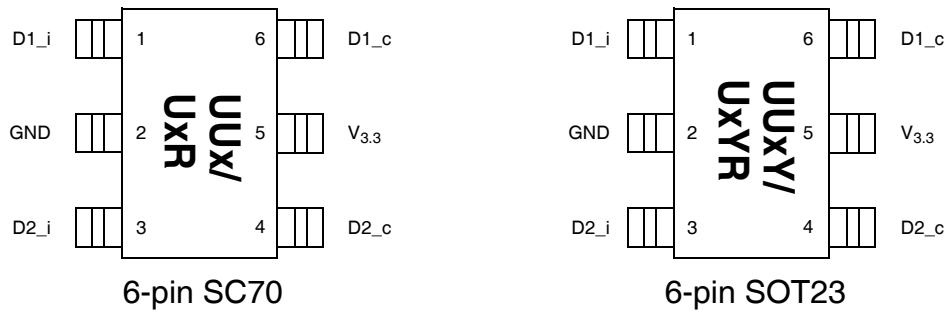 D1_i 1 6 D1_c
GND 2 5 V3.3
D2_i 3 4 D2_c
UUx/
UxR
6-pin SC70
D1_i 1 6 D1_c
GND 2 5 V3.3
D2_i 3 4 D2_c
UUxY/
UxYR
6-pin SOT23